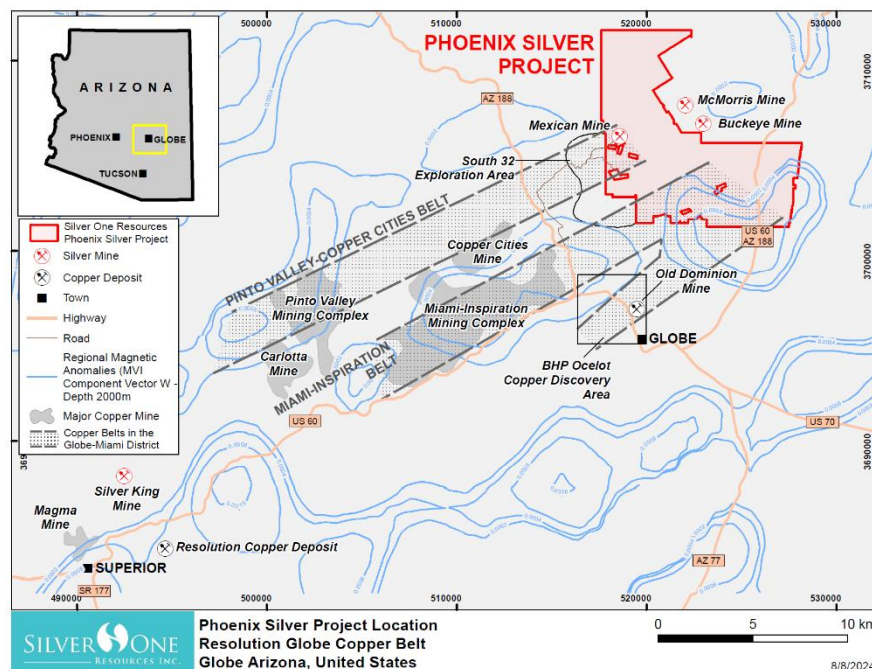 500000
510000
520000
530000
ARIZONA
PHOENIX
GLOBE
TUCSON
PHOENIX SILVER
PROJECT
3710000
AZ 188
McMorris Mine
Mexican Mine
Buckeye Mine
South 32
Exploration Area
Silver One Resources
Phoenix Silver Project
Silver Mine
Copper Deposit
Town
Highway
Road
Regional Magnetic
Anomalies (MVI
Component Vector W -
Depth 2000m
Major Copper Mine
Copper Belts in the
Globe-Miami District
PINTO VALLEY-COPPER CITIES BELT
US 60
AZ 188
3700000
Copper Cities
Mine
Old Dominion
Mine
Pinto Valley
Mining Complex
Miami-Inspiration
Mining Complex
GLOBE
Carlotta
Mine
MIAMI-INSPIRATION
BELT
BHP Ocelot
Copper Discovery
Area
US 60
US 70
3690000
Silver King
Mine
Magma
Mine
Resolution Copper Deposit
SUPERIOR
AZ 77
SR 177
490000
500000
510000
520000
530000
SILVER ONE
RESOURCES INC.
Phoenix Silver Project Location
Resolution Globe Copper Belt
Globe Arizona, United States
0 5 10 km
8/8/2024